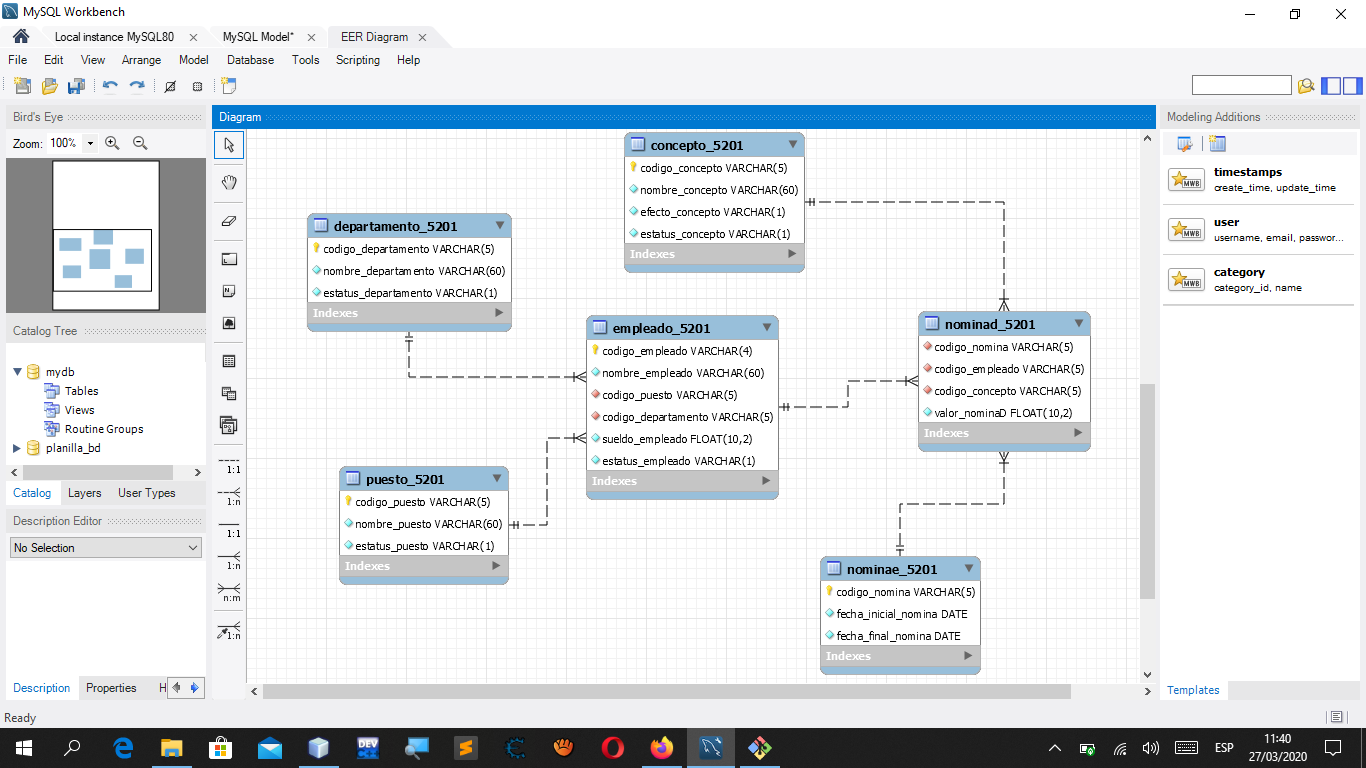 MySQL Workbench
Local instance MySQL80
MySQL Model*
EER Diagram
File Edit View Arrange Model Database Tools Scripting Help
Bird's Eye
Zoom: 100%
Catalog Tree
mydb
Tables
Views
Routine Groups
planilla_bd
Catalog Layers User Types
Description Editor
No Selection
Description Properties H
Ready
Diagram
1:1
1:n
1:1
1:n
n:m
1:n
concepto_5201
codigo_concepto VARCHAR(5)
nombre_concepto VARCHAR(60)
efecto_concepto VARCHAR(1)
estatus_concepto VARCHAR(1)
Indexes
departamento_5201
codigo_departamento VARCHAR(5)
nombre_departamento VARCHAR(60)
estatus_departamento VARCHAR(1)
Indexes
empleado_5201
codigo_empleado VARCHAR(4)
nombre_empleado VARCHAR(60)
codigo_puesto VARCHAR(5)
codigo_departamento VARCHAR(5)
sueldo_empleado FLOAT(10,2)
estatus_empleado VARCHAR(1)
Indexes
nominad_5201
codigo_nomina VARCHAR(5)
codigo_empleado VARCHAR(5)
codigo_concepto VARCHAR(5)
valor_nominaD FLOAT(10,2)
Indexes
puesto_5201
codigo_puesto VARCHAR(5)
nombre_puesto VARCHAR(60)
estatus_puesto VARCHAR(1)
Indexes
nominae_5201
codigo_nomina VARCHAR(5)
fecha_inicial_nomina DATE
fecha_final_nomina DATE
Indexes
Modeling Additions
MWB
timestamps
create_time, update_time
MWB
user
username, email, passwor...
MWB
category
category_id, name
Templates
DEV
ESP
11:40
27/03/2020